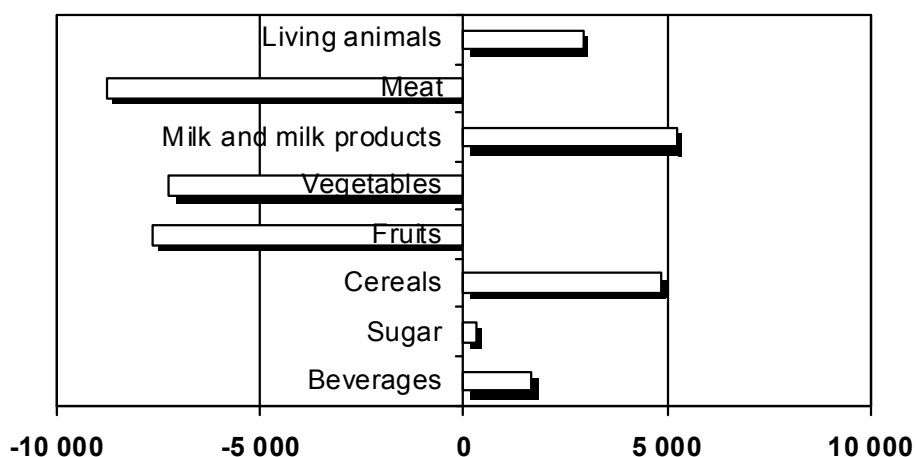 Living animals
Meat
Milk and milk products
Vegetables
Fruits
Cereals
Sugar
Beverages
-10 000 -5 000 0 5 000 10 000